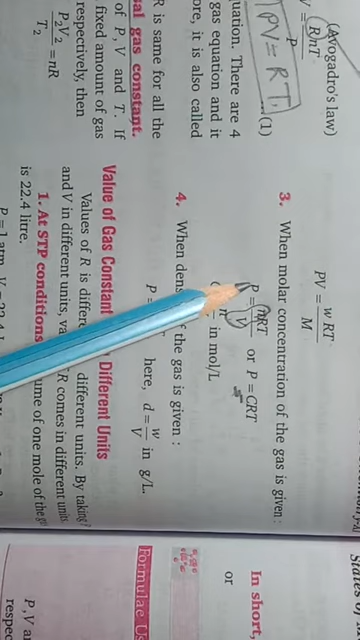 (Avogadro's law)
V = RnT / P
PV = RT
...(1)
quation. There are 4
gas equation and it
ore, it is also called
R is same for all the
sal gas constant.
of P, V and T. If
fixed amount of gas
respectively, then
P₂V₂ / T₂ = nR
PV = w RT / M
3. When molar concentration of the gas is given :
P = nRT / V or P = CRT
in mol/L
4. When dens f the gas is given :
P = here, d = w / V in g/L.
Value of Gas Constant Different Units
Values of R is differe different units. By taking P
and V in different units, va R comes in different units
1. At STP conditions ume of one mole of the gas
is 22.4 litre.
In short,
or
Formulae U
P, V a
respec